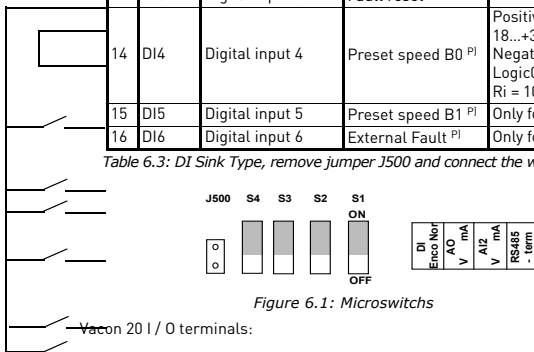 Positiv
18...+3
14 DI4 Digital input 4 Preset speed B0 P) Negat
Logic0
Ri = 10
15 DI5 Digital input 5 Preset speed B1 P) Only fo
16 DI6 Digital input 6 External Fault P) Only fo
Table 6.3: DI Sink Type, remove jumper J500 and connect the w
J500 S4 S3 S2 S1
ON
OFF
DI
Enco Nor
AO
V mA
AI2
V mA
RS485
- term
Figure 6.1: Microswitchs
Vacon 20 I / O terminals: